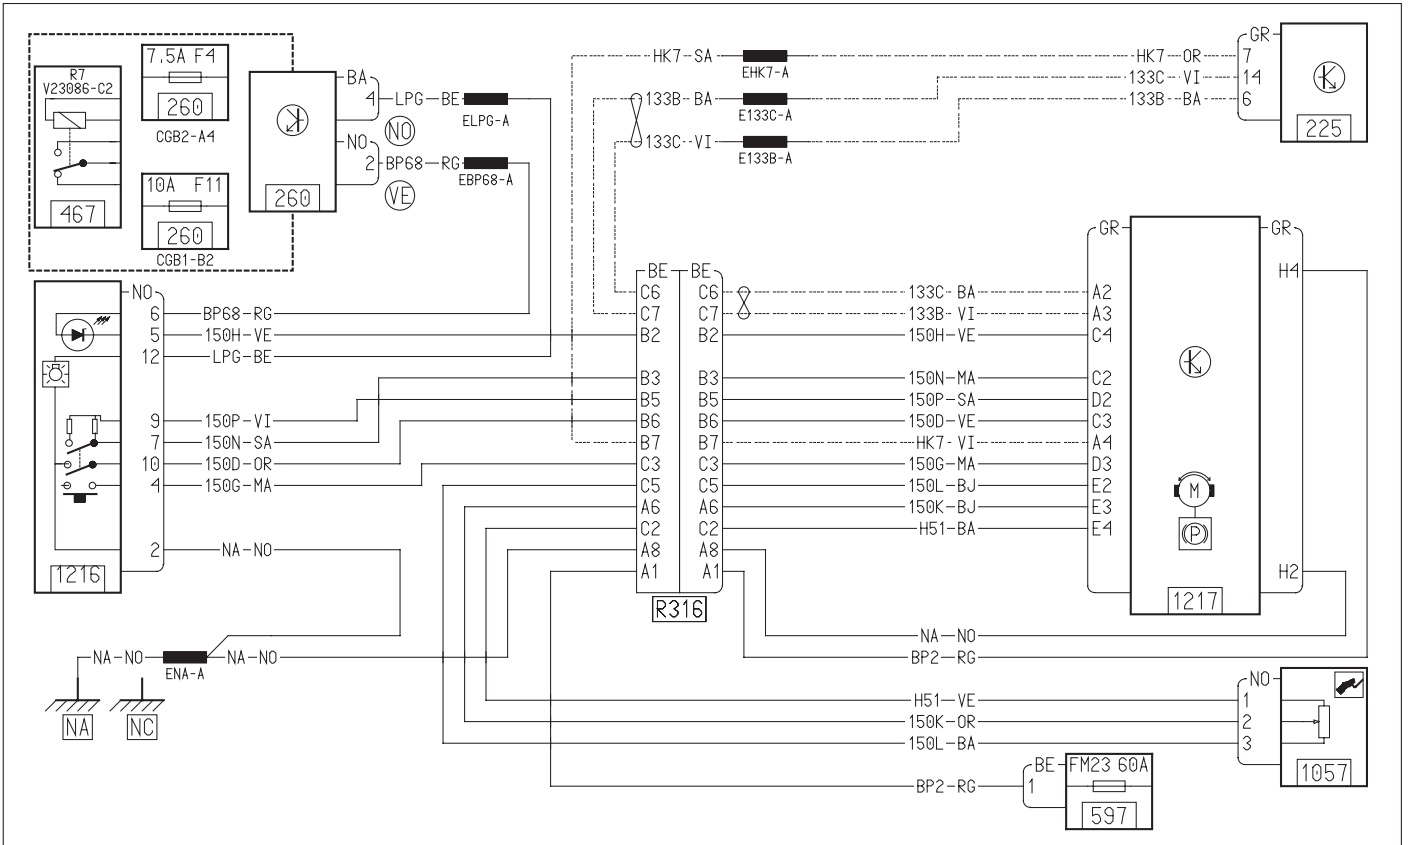 7.5A F4
260
CGB2-A4
R7
V23086-C2
467
10A F11
260
CGB1-B2
260
BA
4 LPG BE
ELPG-A
NO
NO
2 BP68 RG
EBP68-A
VE
HK7-SA
EHK7-A
HK7-OR
133B-BA
E133C-A
133C-VI
133C-VI
E133B-A
133B-BA
GR
7
14
6
225
NO
6 BP68-RG
5 150H-VE
12 LPG-BE
9 150P-VI
7 150N-SA
10 150D-OR
4 150G-MA
2 NA-NO
1216
BE BE
C6 C6 133C-BA A2
C7 C7 133B-VI A3
B2 B2 150H-VE C4
B3 B3 150N-MA C2
B5 B5 150P-SA D2
B6 B6 150D-VE C3
B7 B7 HK7-VI A4
C3 C3 150G-MA D3
C5 C5 150L-BJ E2
A6 A6 150K-BJ E3
C2 C2 H51-BA E4
A8 A8
A1 A1
R316
GR GR
H4
M
P
H2
1217
NA-NO
BP2-RG
NA-NO
ENA-A
NA-NO
NA
NC
H51-VE
150K-OR
150L-BA
NO
1
2
3
1057
BP2-RG
BE
1
FM23 60A
597